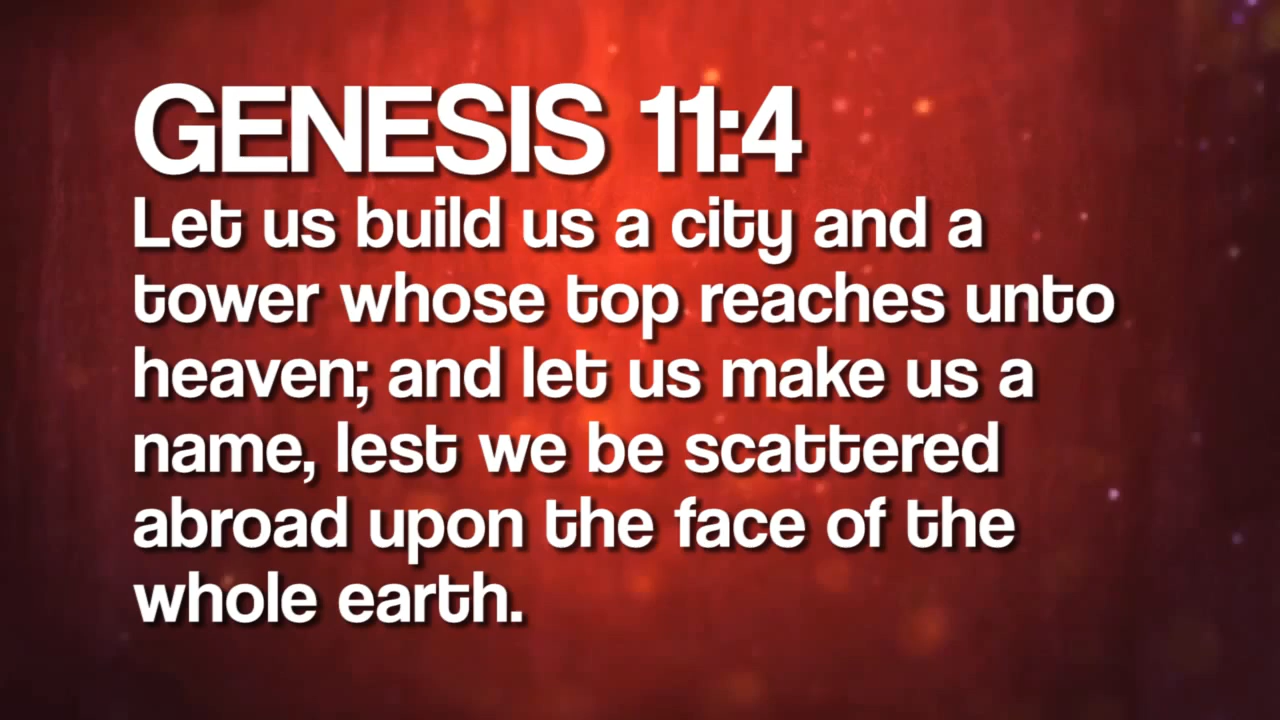 GENESIS 11:4
Let us build us a city and a
tower whose top reaches unto
heaven; and let us make us a
name, lest we be scattered
abroad upon the face of the
whole earth.